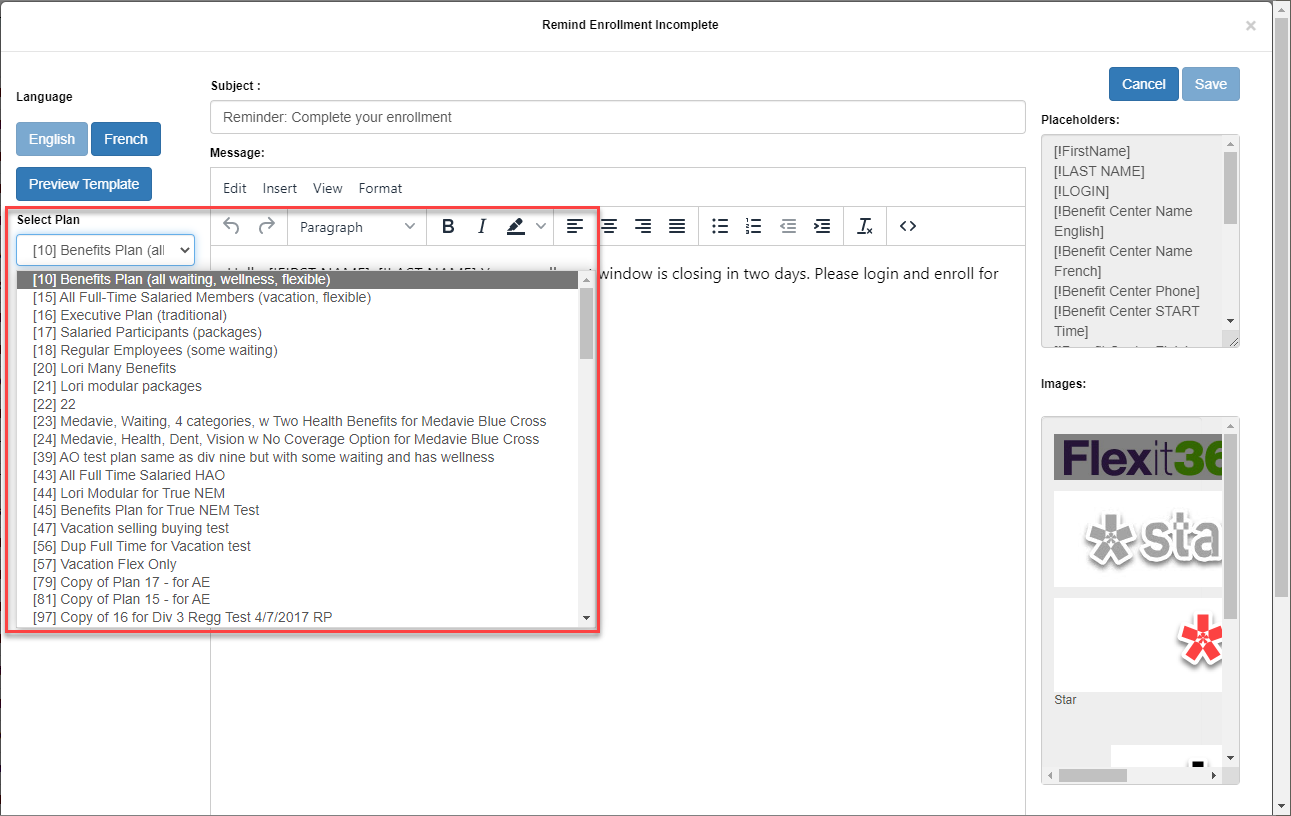 Remind Enrollment Incomplete
×
Language
English French
Preview Template
Select Plan
[10] Benefits Plan (all
[10] Benefits Plan (all waiting, wellness, flexible)
[15] All Full-Time Salaried Members (vacation, flexible)
[16] Executive Plan (traditional)
[17] Salaried Participants (packages)
[18] Regular Employees (some waiting)
[20] Lori Many Benefits
[21] Lori modular packages
[22] 22
[23] Medavie, Waiting, 4 categories, w Two Health Benefits for Medavie Blue Cross
[24] Medavie, Health, Dent, Vision w No Coverage Option for Medavie Blue Cross
[39] AO test plan same as div nine but with some waiting and has wellness
[43] All Full Time Salaried HAO
[44] Lori Modular for True NEM
[45] Benefits Plan for True NEM Test
[47] Vacation selling buying test
[56] Dup Full Time for Vacation test
[57] Vacation Flex Only
[79] Copy of Plan 17 - for AE
[81] Copy of Plan 15 - for AE
[97] Copy of 16 for Div 3 Regg Test 4/7/2017 RP
Subject :
Reminder: Complete your enrollment
Message:
Edit Insert View Format
Paragraph B I
window is closing in two days. Please login and enroll for
Cancel Save
Placeholders:
[!FirstName]
[!LAST NAME]
[!LOGIN]
[!Benefit Center Name
English]
[!Benefit Center Name
French]
[!Benefit Center Phone]
[!Benefit Center START
Time]
Images:
Flexit36
sta
Star